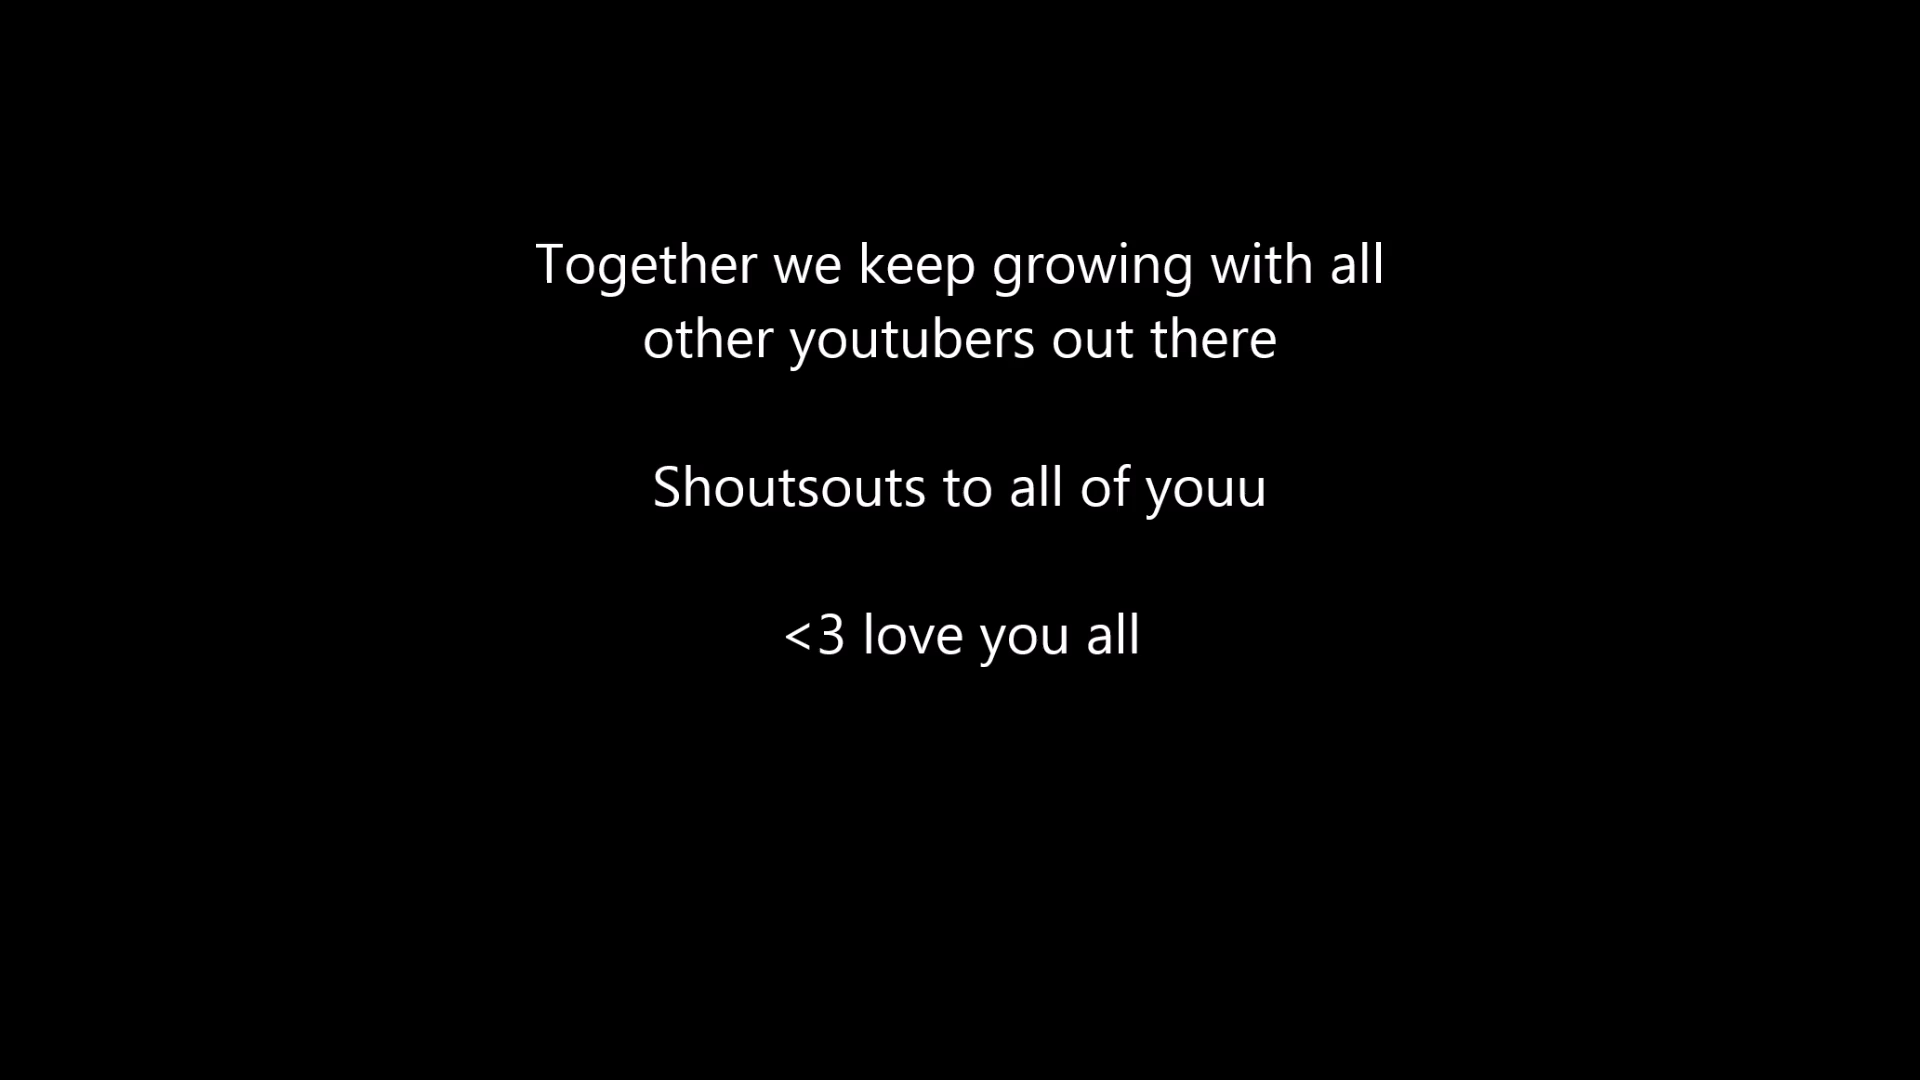 Together we keep growing with all
other youtubers out there
Shoutsouts to all of youu
<3 love you all